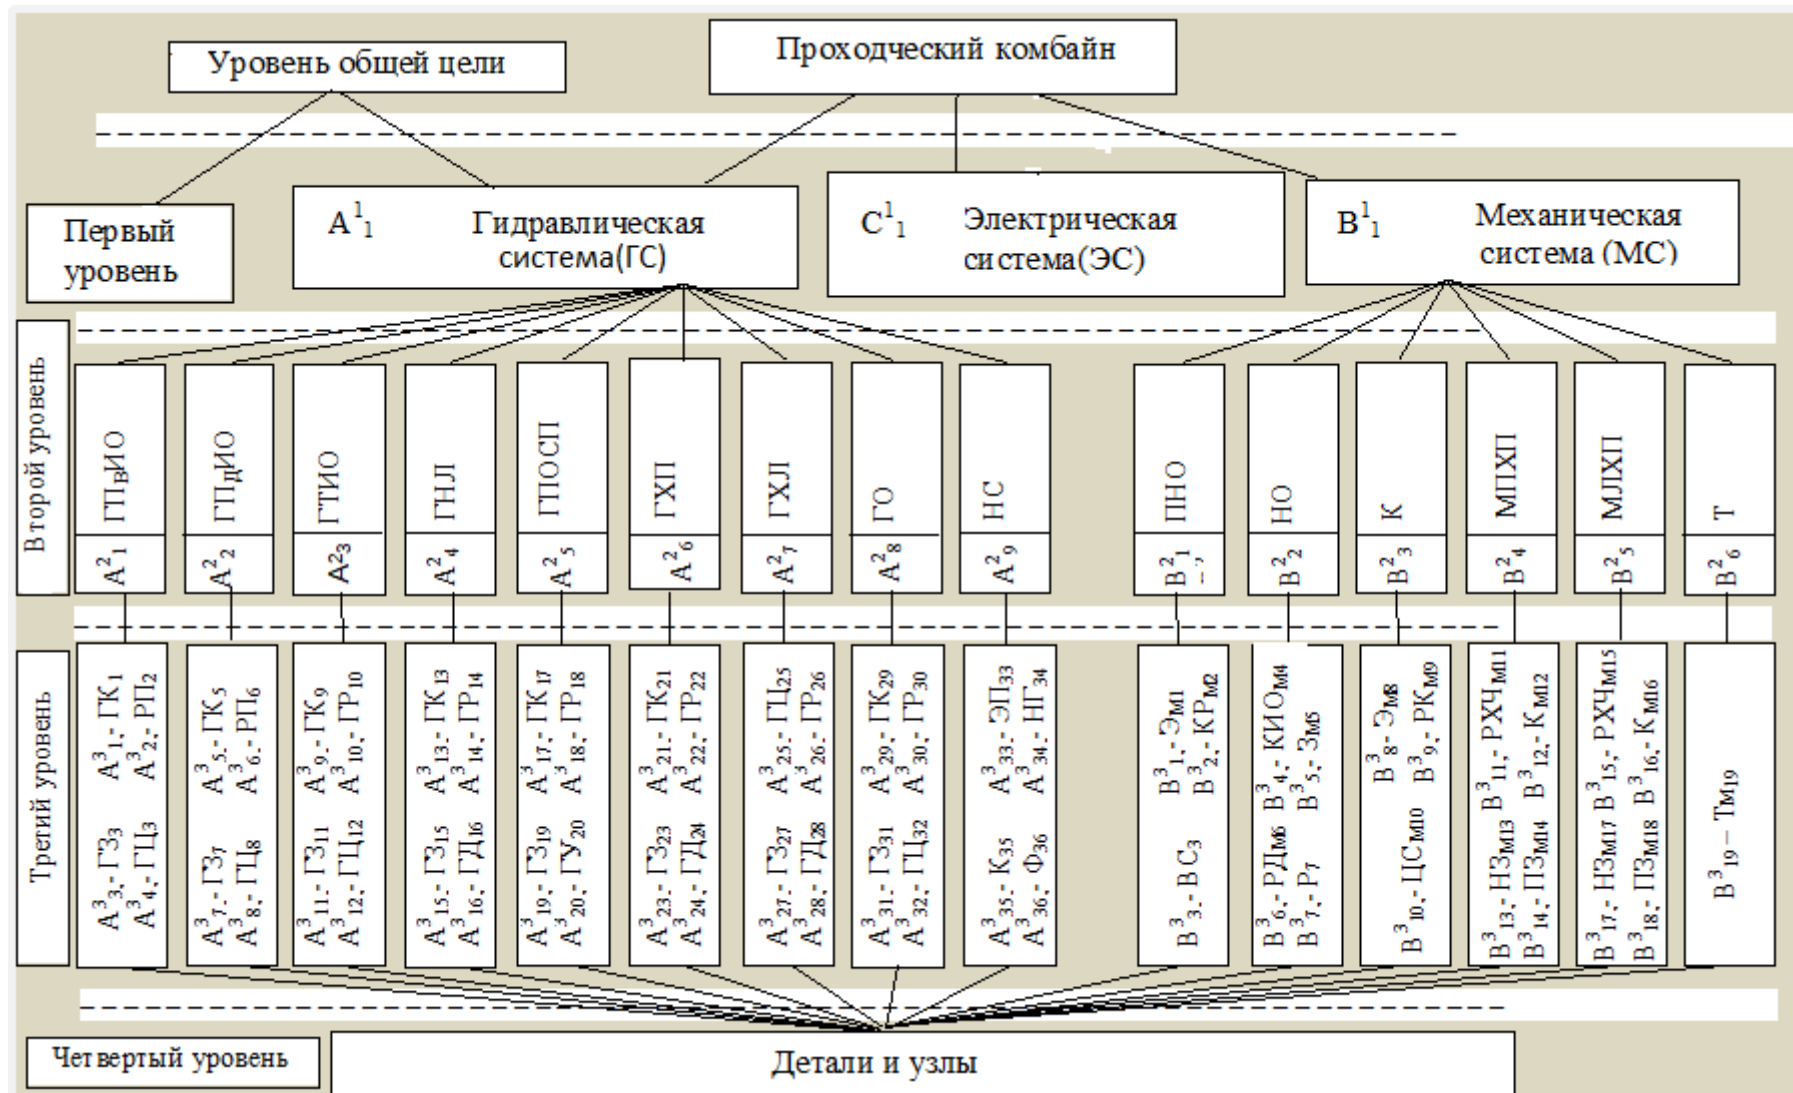 Уровень общей цели
Проходческий комбайн
Первый
уровень
A¹₁ Гидравлическая
система(ГС)
C¹₁ Электрическая
система(ЭС)
B¹₁ Механическая
система (МС)
Второй уровень
A²₁ ГПвИО
A²₂ ГПдИО
A²₃ ГТИО
A²₄ ГНЛ
A²₅ ГПОСП
A²₆ ГХП
A²₇ ГХЛ
A²₈ ГО
A²₉ НС
B²₁ ПНО
B²₂ НО
B²₃ К
B²₄ МПХП
B²₅ МЛХП
B²₆ Т
Третий уровень
A³₃,- ГЗ₃ A³₁,- ГК₁
A³₄,- ГЦ₃ A³₂,- РП₂
A³₇,- ГЗ₇ A³₅,- ГК₅
A³₈,- ГЦ₈ A³₆,- РП₆
A³₁₁,- ГЗ₁₁ A³₉,- ГК₉
A³₁₂,- ГЦ₁₂ A³₁₀,- ГР₁₀
A³₁₅,- ГЗ₁₅ A³₁₃,- ГК₁₃
A³₁₆,- ГД₁₆ A³₁₄,- ГР₁₄
A³₁₉,- ГЗ₁₉ A³₁₇,- ГК₁₇
A³₂₀,- ГУ₂₀ A³₁₈,- ГР₁₈
A³₂₃,- ГЗ₂₃ A³₂₁,- ГК₂₁
A³₂₄,- ГД₂₄ A³₂₂,- ГР₂₂
A³₂₇,- ГЗ₂₇ A³₂₅,- ГЦ₂₅
A³₂₈,- ГД₂₈ A³₂₆,- ГР₂₆
A³₃₁,- ГЗ₃₁ A³₂₉,- ГК₂₉
A³₃₂,- ГЦ₃₂ A³₃₀,- ГР₃₀
A³₃₅,- К₃₅ A³₃₃,- ЭП₃₃
A³₃₆,- Ф₃₆ A³₃₄,- НГ₃₄
B³₁,- Эм₁
B³₃,- ВС₃ B³₂,- КРм₂
B³₆,- РДм₆ B³₄,- КИОм₄
B³₇,- Р₇ B³₅,- Зм₅
B³₈,- Эм₈
B³₁₀,- ЦСм₁₀ B³₉,- РКм₉
B³₁₃,- НЗм₁₃ B³₁₁,- РХЧм₁₁
B³₁₄,- ПЗм₁₄ B³₁₂,- Км₁₂
B³₁₇,- НЗм₁₇ B³₁₅,- РХЧм₁₅
B³₁₈,- ПЗм₁₈ B³₁₆,- Км₁₆
B³₁₉ – Тм₁₉
Четвертый уровень
Детали и узлы